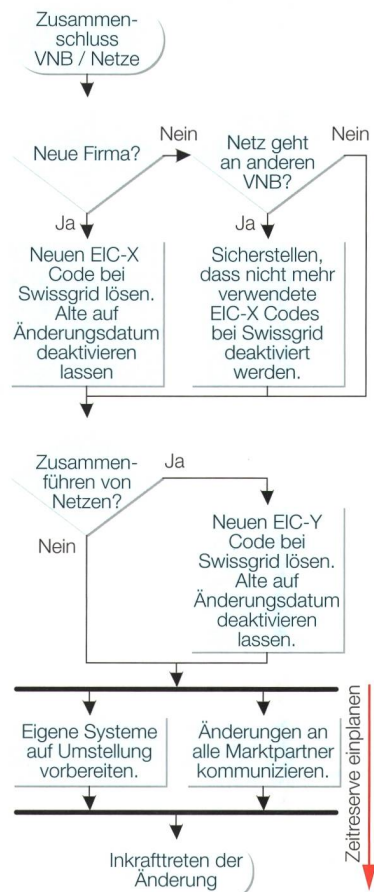 Zusammen-
schluss
VNB / Netze
Neue Firma?
Nein
Netz geht
an anderen
VNB?
Nein
Ja
Ja
Neuen EIC-X
Code bei
Swissgrid lösen.
Alte auf
Änderungsdatum
deaktivieren
lassen
Sicherstellen,
dass nicht mehr
verwendete
EIC-X Codes
bei Swissgrid
deaktiviert
werden.
Zusammen-
führen von
Netzen?
Ja
Nein
Neuen EIC-Y
Code bei
Swissgrid lösen.
Alte auf
Änderungsdatum
deaktivieren
lassen.
Eigene Systeme
auf Umstellung
vorbereiten.
Änderungen an
alle Marktpartner
kommunizieren.
Zeitreserve einplanen
Inkrafttreten der
Änderung